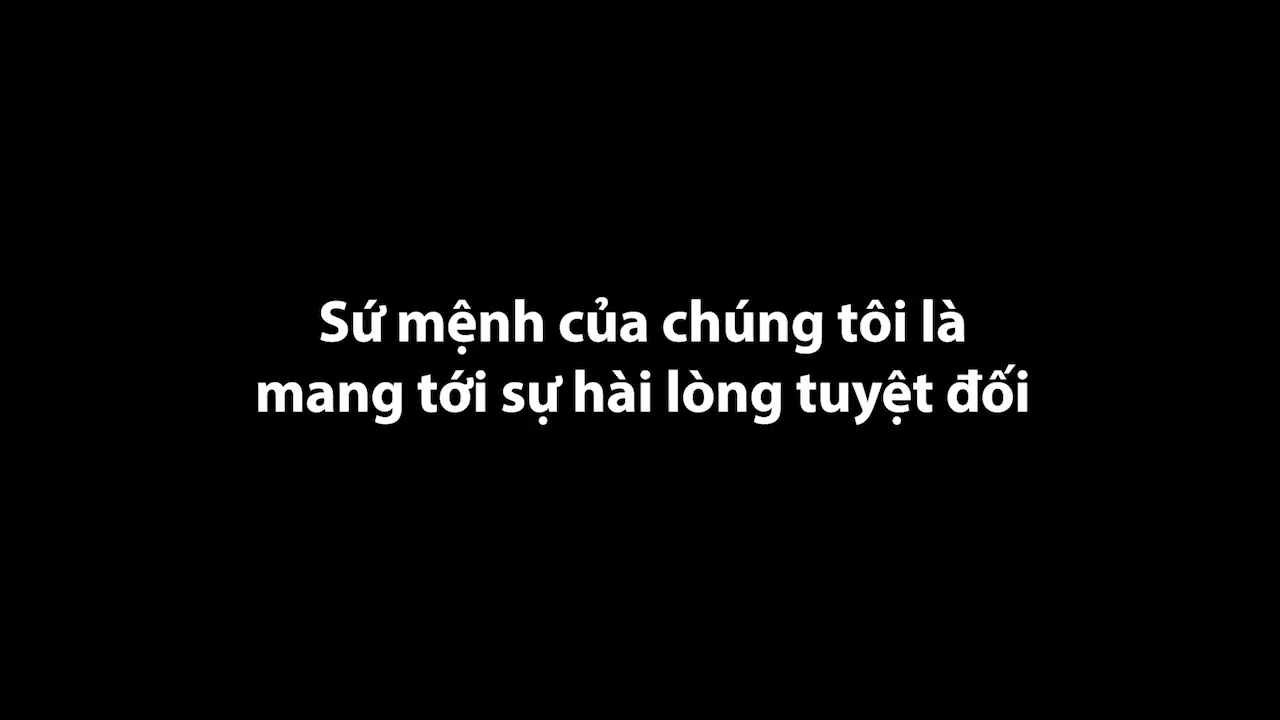 Sứ mệnh của chúng tôi là
mang tới sự hài lòng tuyệt đối